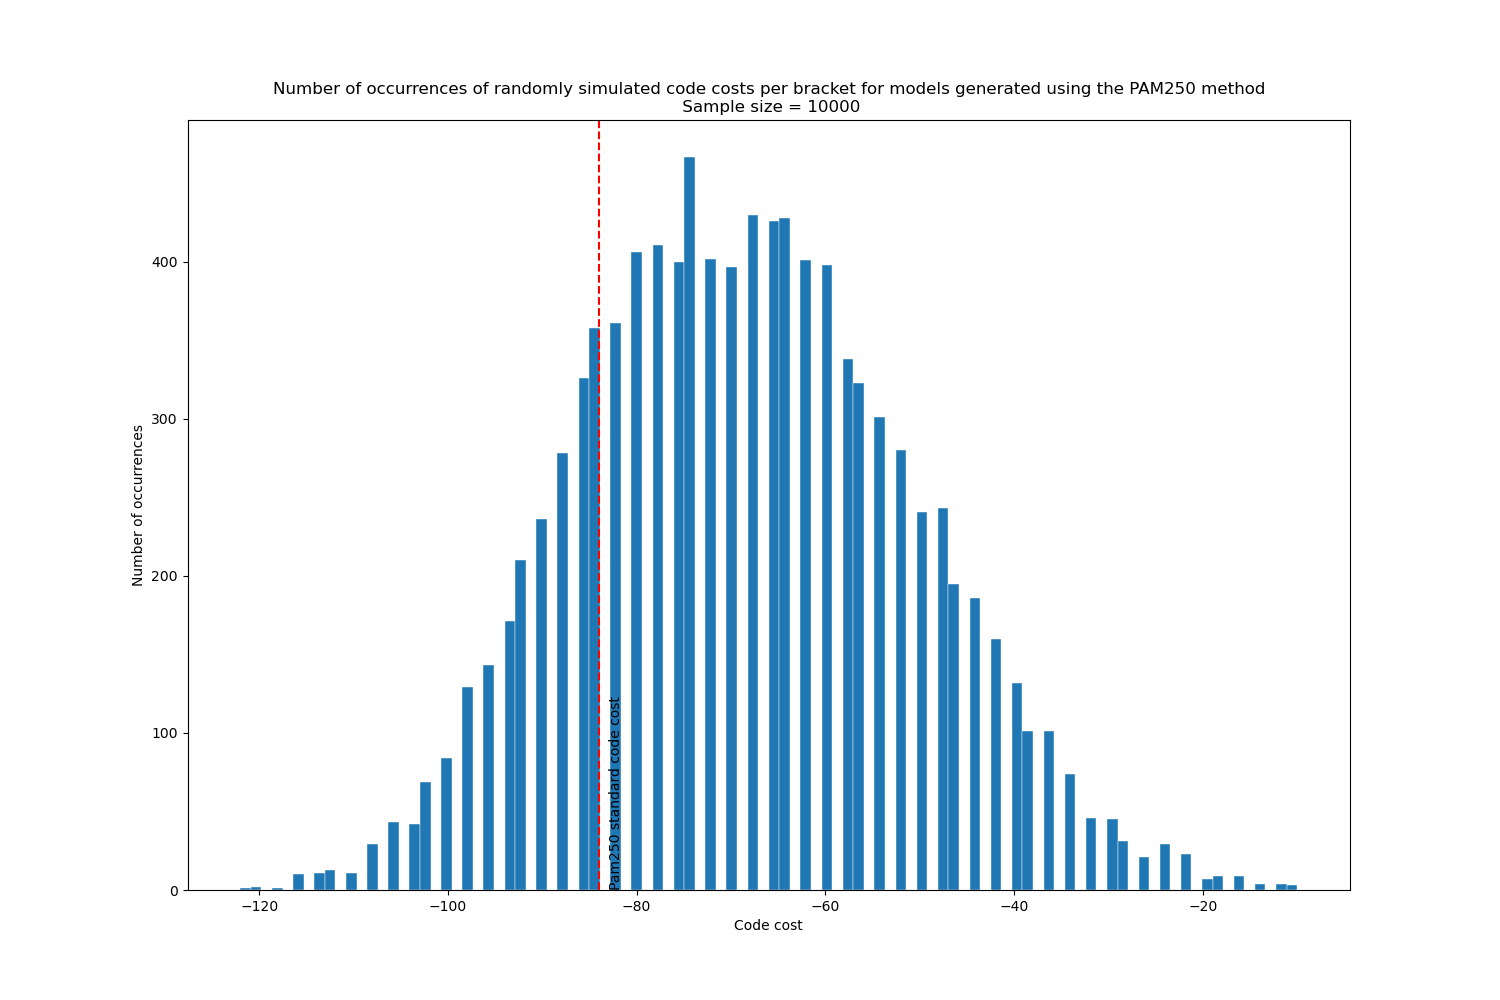 Number of occurrences of randomly simulated code costs per bracket for models generated using the PAM250 method
Sample size = 10000
Number of occurrences
400
300
200
100
0
Pam250 standard code cost
−120
−100
−80
−60
−40
−20
Code cost